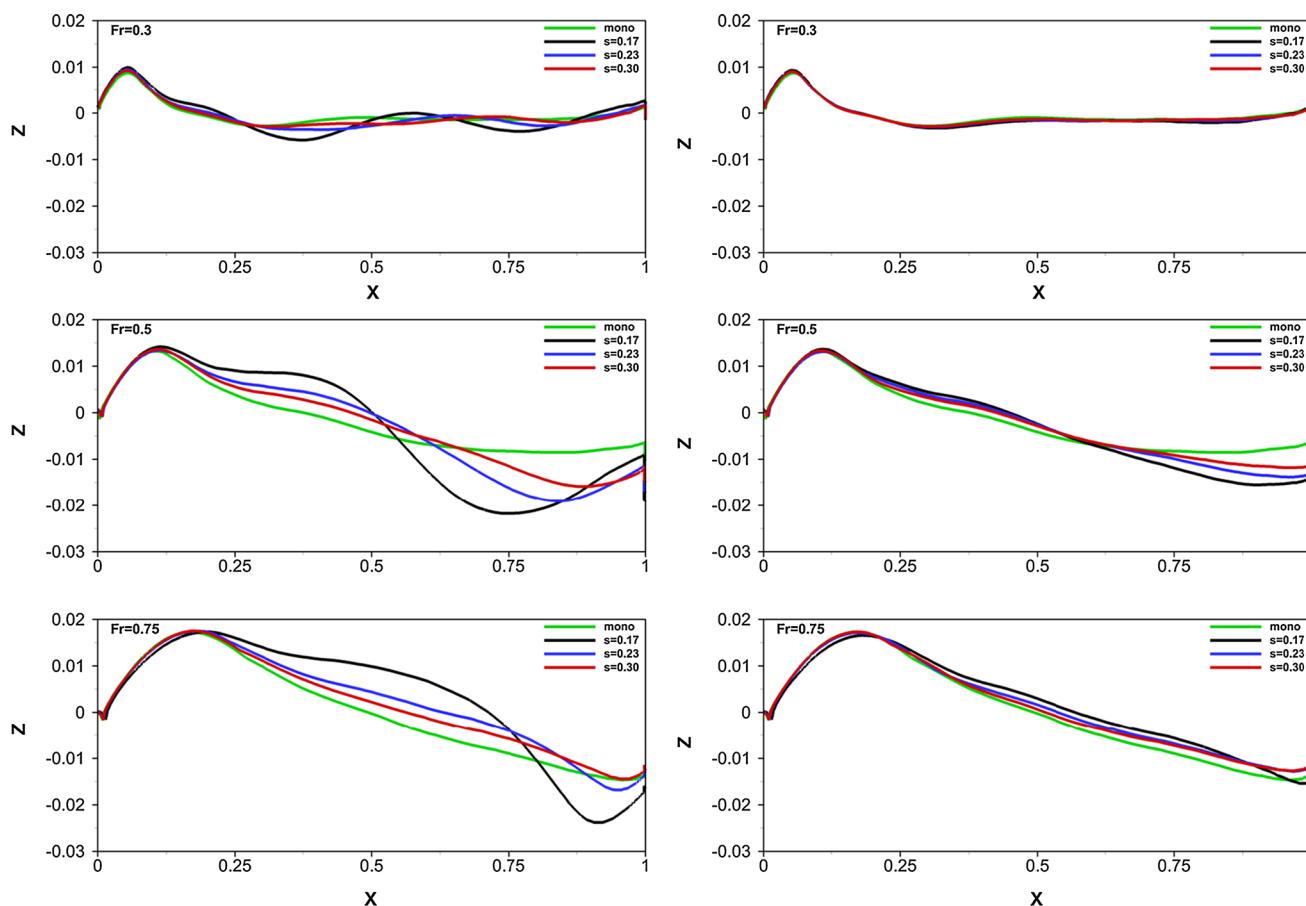 0.02
0.01
0
-0.01
-0.02
-0.03
Z
Fr=0.3
mono
s=0.17
s=0.23
s=0.30
0 0.25 0.5 0.75 1
X
0.02
0.01
0
-0.01
-0.02
-0.03
Z
Fr=0.3
mono
s=0.17
s=0.23
s=0.30
0 0.25 0.5 0.75
X
0.02
0.01
0
-0.01
-0.02
-0.03
Z
Fr=0.5
mono
s=0.17
s=0.23
s=0.30
0 0.25 0.5 0.75 1
0.02
0.01
0
-0.01
-0.02
-0.03
Z
Fr=0.5
mono
s=0.17
s=0.23
s=0.30
0 0.25 0.5 0.75
0.02
0.01
0
-0.01
-0.02
-0.03
Z
Fr=0.75
mono
s=0.17
s=0.23
s=0.30
0 0.25 0.5 0.75 1
X
0.02
0.01
0
-0.01
-0.02
-0.03
Z
Fr=0.75
mono
s=0.17
s=0.23
s=0.30
0 0.25 0.5 0.75
X